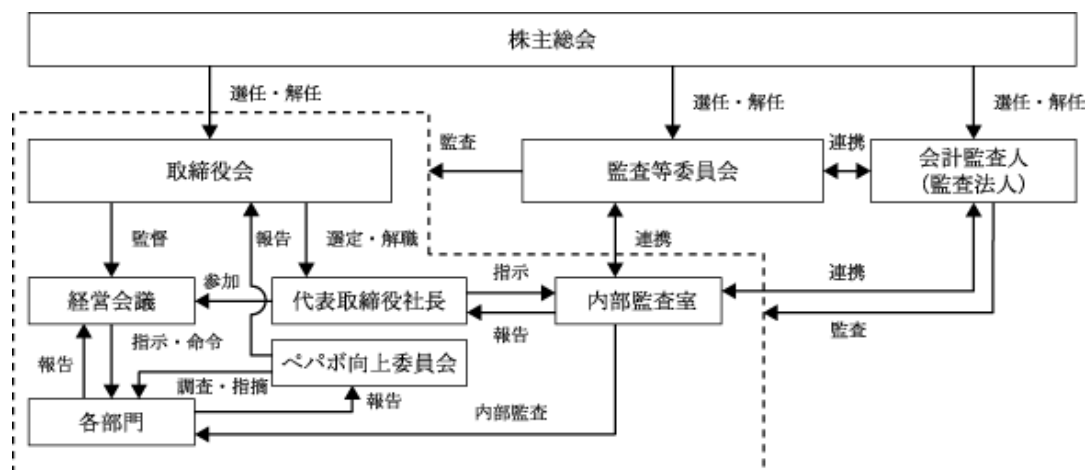 株主総会
選任・解任
選任・解任
選任・解任
取締役会
監査
監査等委員会
連携
会計監査人
（監査法人）
監督
報告
選定・解職
連携
経営会議
参加
代表取締役社長
指示
報告
内部監査室
連携
監査
報告
指示・命令
ペパボ向上委員会
調査・指摘
報告
各部門
内部監査